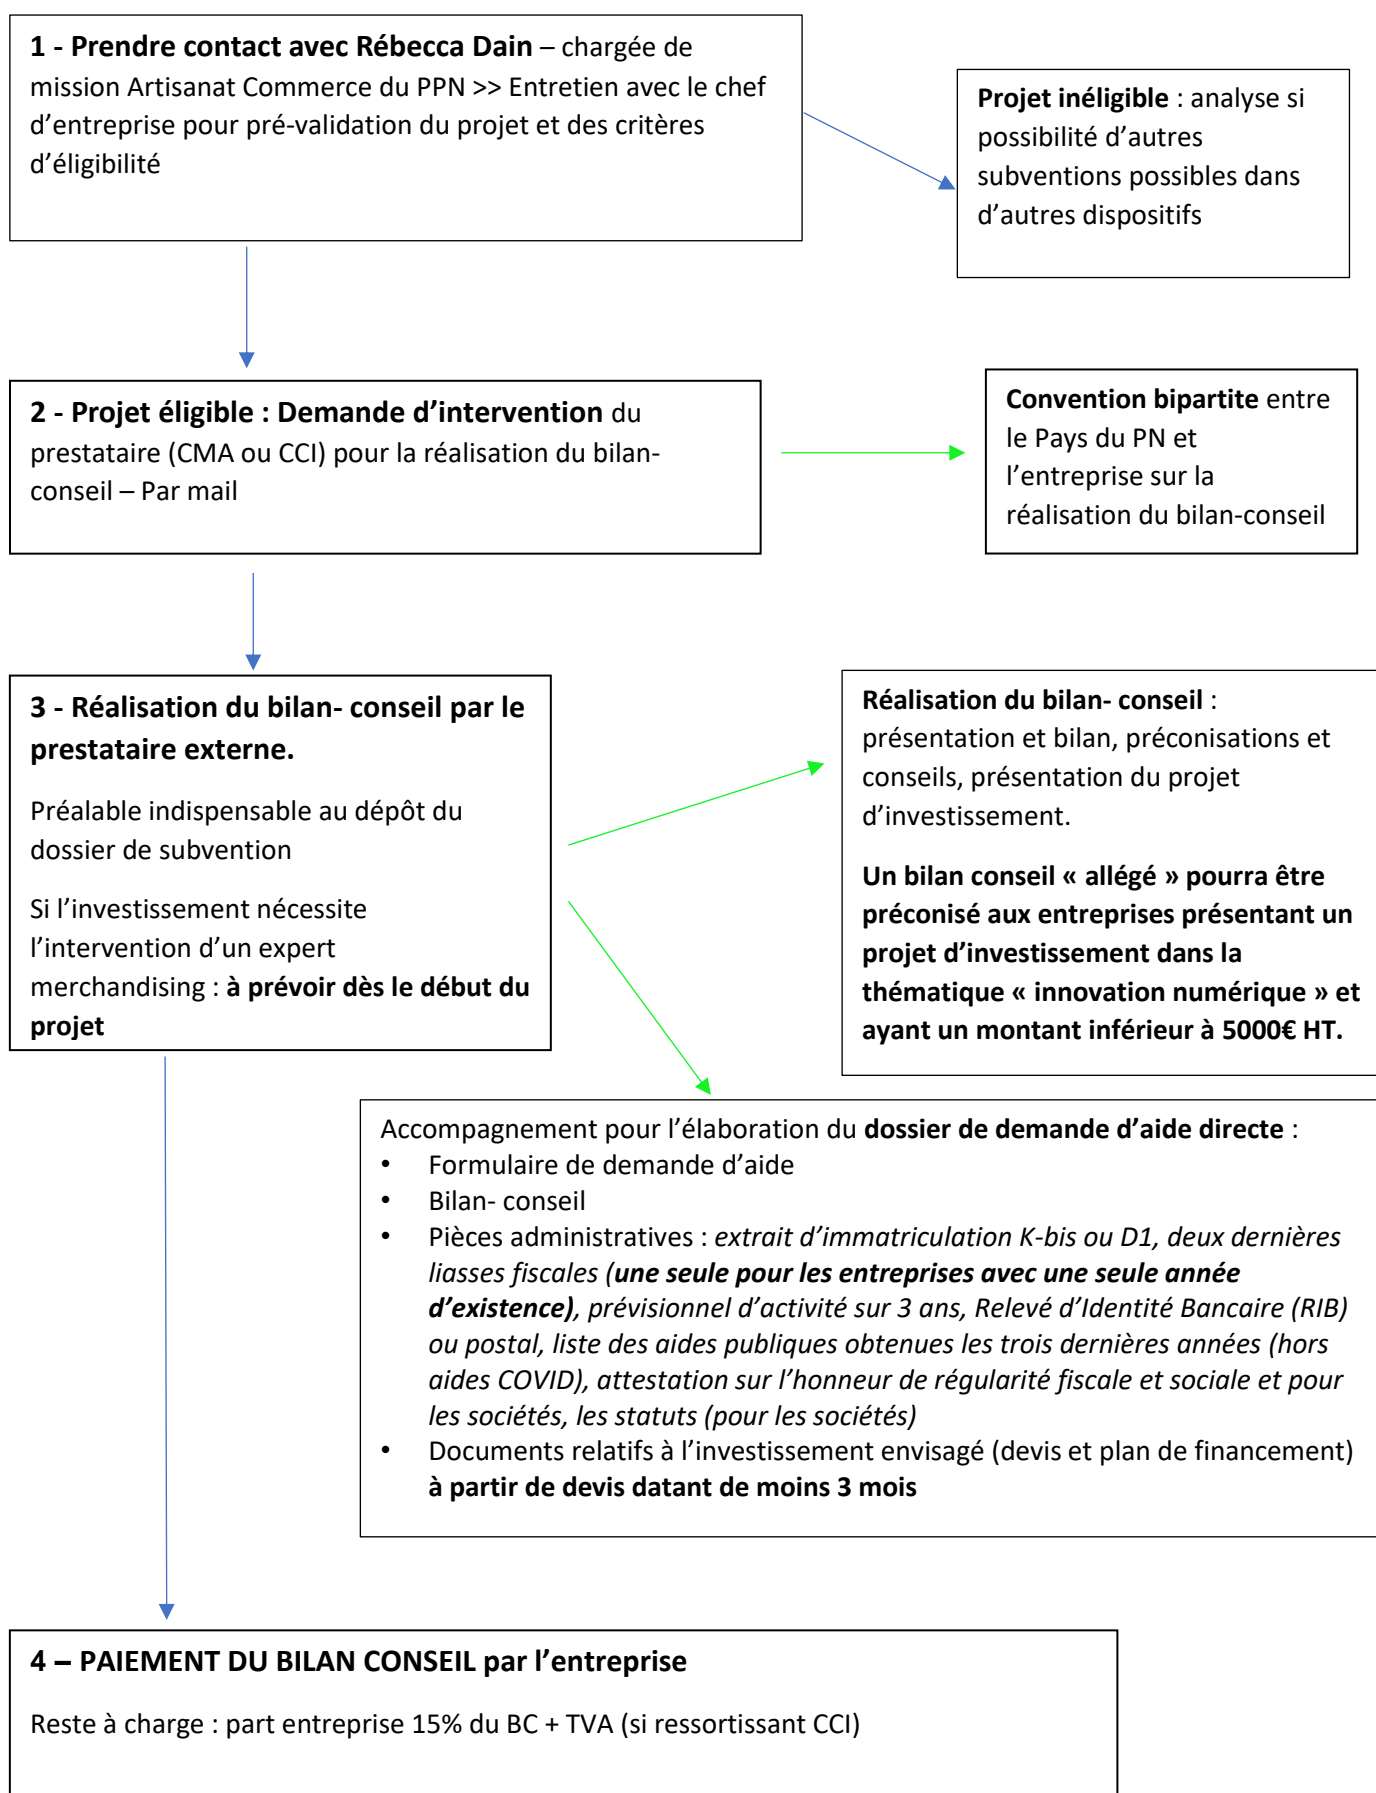 1 - Prendre contact avec Rébecca Dain – chargée de
mission Artisanat Commerce du PPN >> Entretien avec le chef
d’entreprise pour pré-validation du projet et des critères
d’éligibilité
Projet inéligible : analyse si
possibilité d’autres
subventions possibles dans
d’autres dispositifs
2 - Projet éligible : Demande d’intervention du
prestataire (CMA ou CCI) pour la réalisation du bilan-
conseil – Par mail
Convention bipartite entre
le Pays du PN et
l’entreprise sur la
réalisation du bilan-conseil
3 - Réalisation du bilan- conseil par le
prestataire externe.
Préalable indispensable au dépôt du
dossier de subvention
Si l’investissement nécessite
l’intervention d’un expert
merchandising : à prévoir dès le début du
projet
Réalisation du bilan- conseil :
présentation et bilan, préconisations et
conseils, présentation du projet
d’investissement.
Un bilan conseil « allégé » pourra être
préconisé aux entreprises présentant un
projet d’investissement dans la
thématique « innovation numérique » et
ayant un montant inférieur à 5000€ HT.
Accompagnement pour l’élaboration du dossier de demande d’aide directe :
• Formulaire de demande d’aide
• Bilan- conseil
• Pièces administratives : extrait d’immatriculation K-bis ou D1, deux dernières
liasses fiscales (une seule pour les entreprises avec une seule année
d’existence), prévisionnel d’activité sur 3 ans, Relevé d’Identité Bancaire (RIB)
ou postal, liste des aides publiques obtenues les trois dernières années (hors
aides COVID), attestation sur l’honneur de régularité fiscale et sociale et pour
les sociétés, les statuts (pour les sociétés)
• Documents relatifs à l’investissement envisagé (devis et plan de financement)
à partir de devis datant de moins 3 mois
4 – PAIEMENT DU BILAN CONSEIL par l’entreprise
Reste à charge : part entreprise 15% du BC + TVA (si ressortissant CCI)